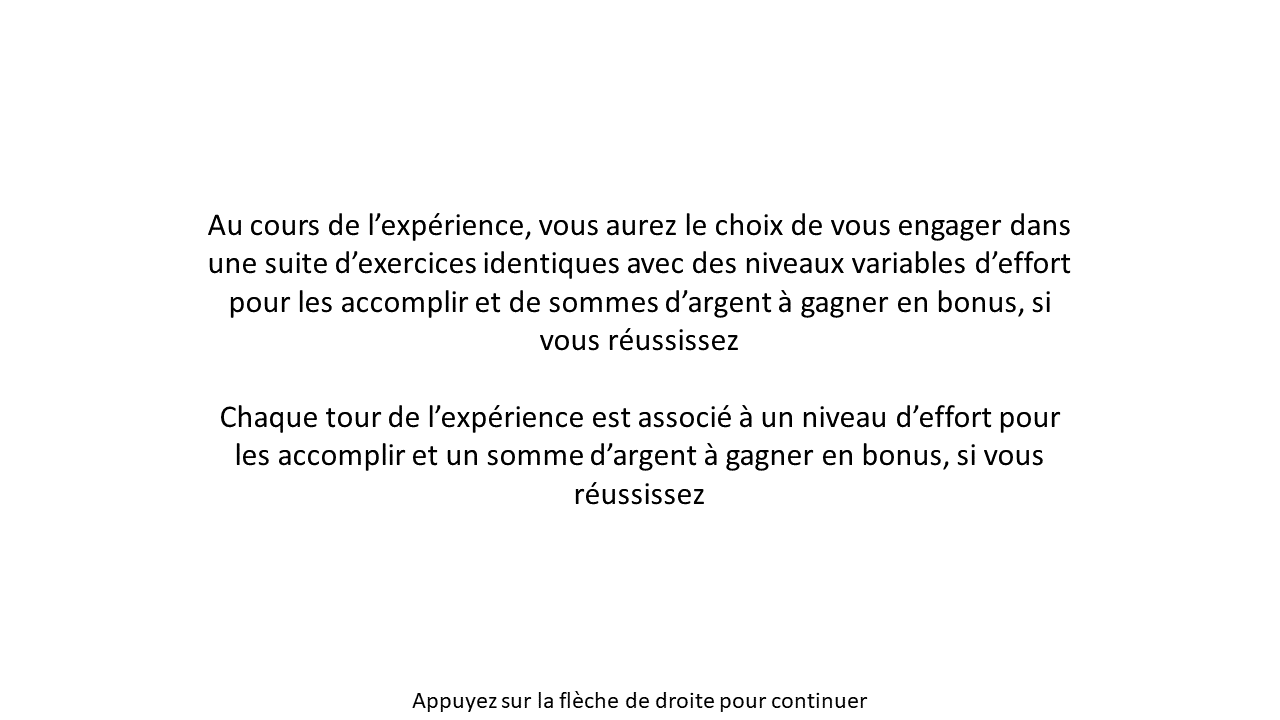 Au cours de l’expérience, vous aurez le choix de vous engager dans
une suite d’exercices identiques avec des niveaux variables d’effort
pour les accomplir et de sommes d’argent à gagner en bonus, si
vous réussissez
Chaque tour de l’expérience est associé à un niveau d’effort pour
les accomplir et un somme d’argent à gagner en bonus, si vous
réussissez
Appuyez sur la flèche de droite pour continuer